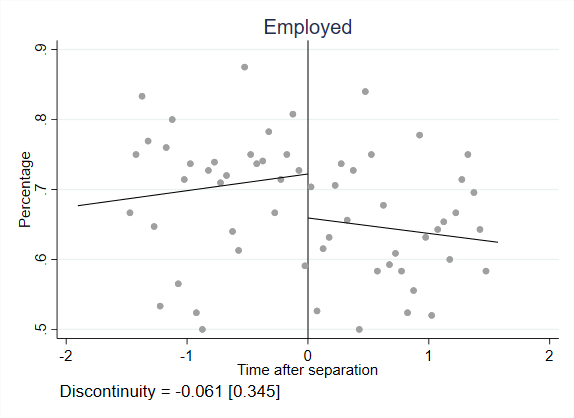 Employed
Percentage
.9
.8
.7
.6
.5
-2 -1 0 1 2
Time after separation
Discontinuity = -0.061 [0.345]